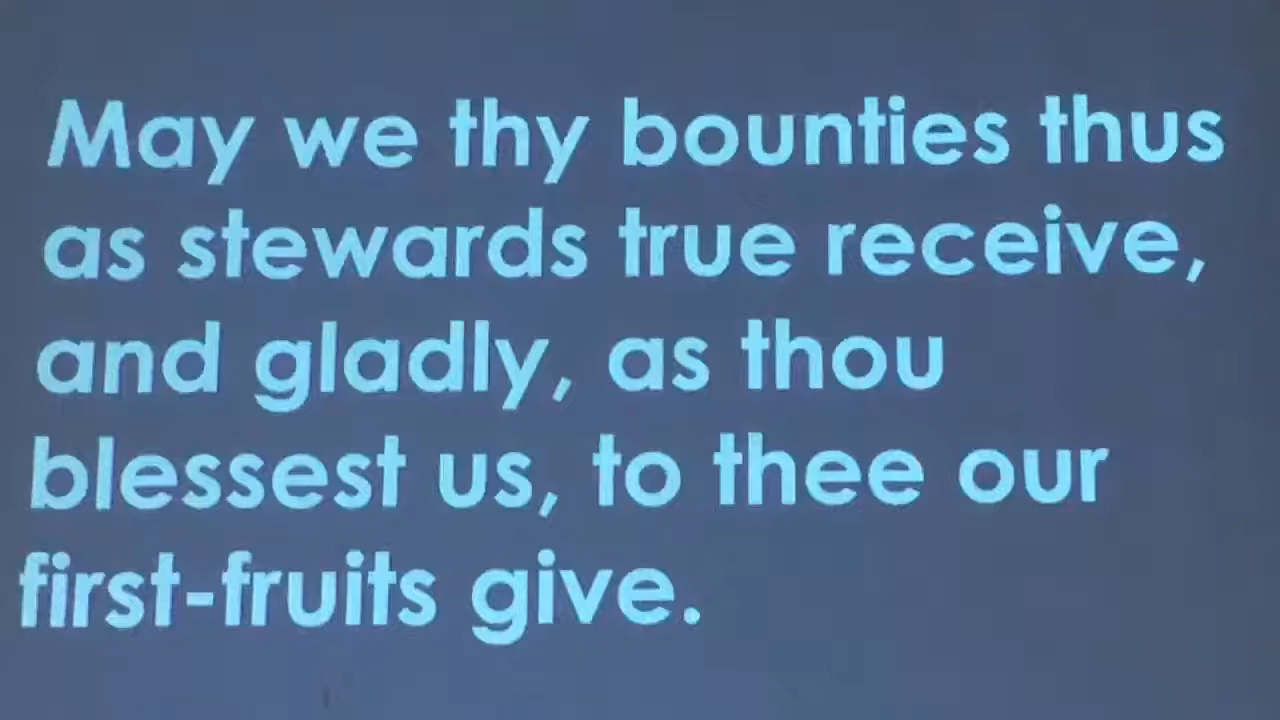 May we thy bounties thus
as stewards true receive,
and gladly, as thou
blessest us, to thee our
first-fruits give.